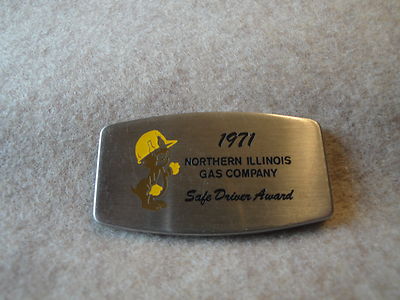 1971
NORTHERN ILLINOIS
GAS COMPANY
Safe Driver Award